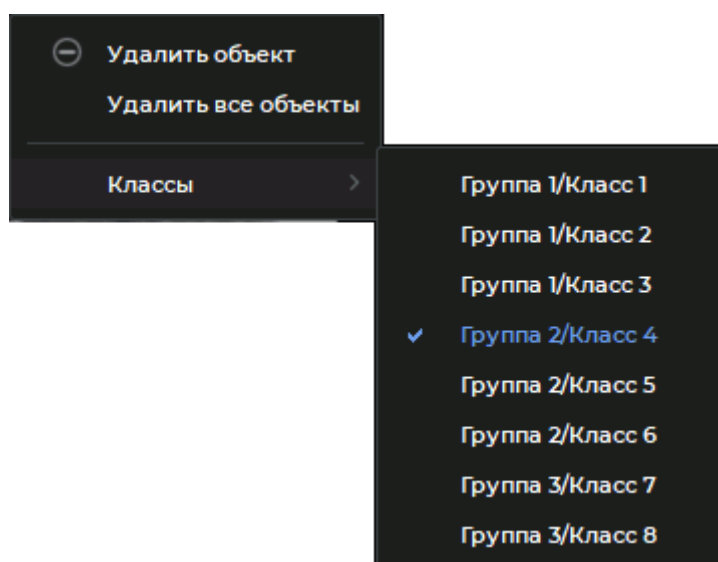 Удалить объект
Удалить все объекты
Классы
Группа 1/Класс 1
Группа 1/Класс 2
Группа 1/Класс 3
Группа 2/Класс 4
Группа 2/Класс 5
Группа 2/Класс 6
Группа 3/Класс 7
Группа 3/Класс 8